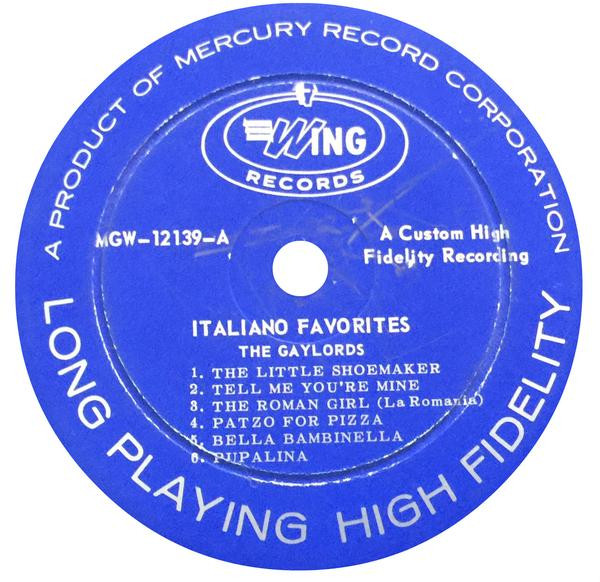 A PRODUCT OF MERCURY RECORD CORPORATION
WING
RECORDS
MGW-12139-A
A Custom High
Fidelity Recording
ITALIANO FAVORITES
THE GAYLORDS
1. THE LITTLE SHOEMAKER
2. TELL ME YOU'RE MINE
3. THE ROMAN GIRL (La Romania)
4. PATZO FOR PIZZA
5. BELLA BAMBINELLA
6. PUPALINA
LONG PLAYING HIGH FIDELITY